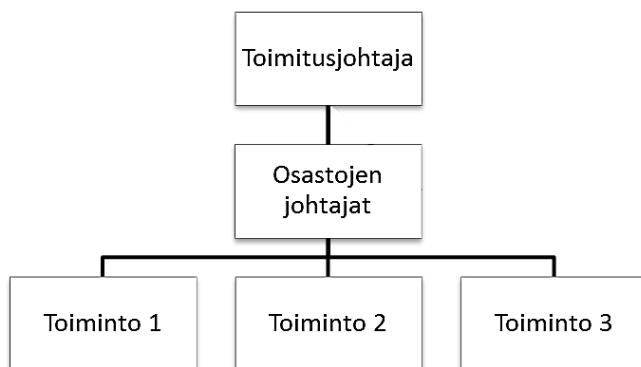 Toimitusjohtaja
Osastojen
johtajat
Toiminto 1
Toiminto 2
Toiminto 3